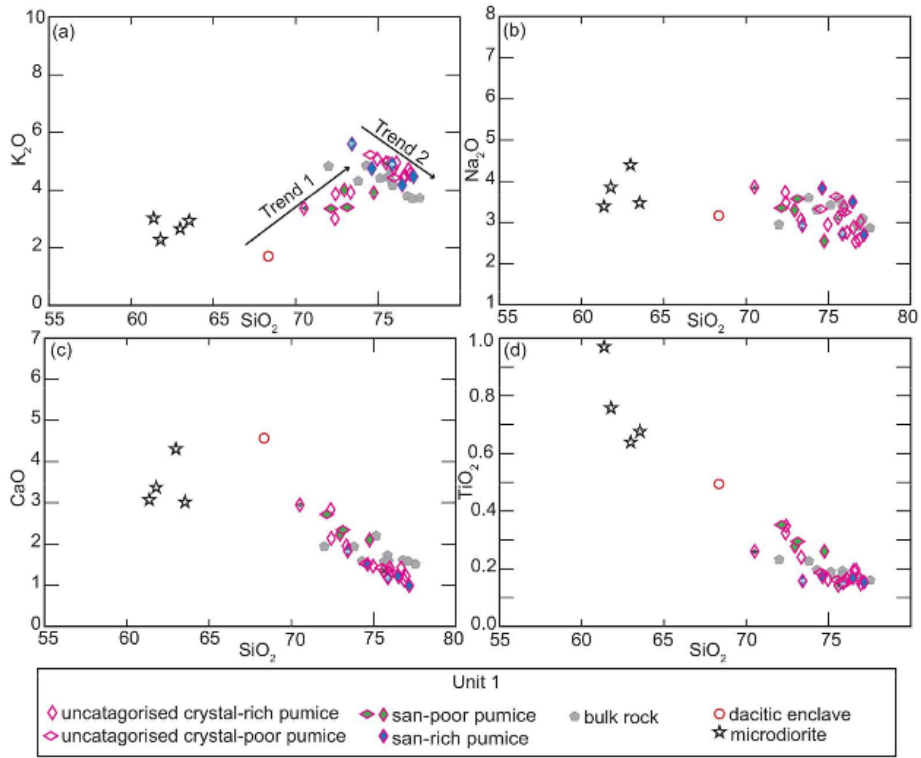 (a)
10
8
6
4
2
0
K2O
Trend 1
Trend 2
55 60 65 70 75
SiO2
(b)
8
7
6
5
4
3
2
1
Na2O
55 60 65 70 75 80
SiO2
(c)
7
6
5
4
3
2
1
0
CaO
55 60 65 70 75 80
SiO2
(d)
1.0
0.8
0.6
0.4
0.2
0.0
TiO2
55 60 65 70 75
SiO2
Unit 1
uncatagorised crystal-rich pumice
uncatagorised crystal-poor pumice
san-poor pumice
san-rich pumice
bulk rock
dacitic enclave
microdiorite